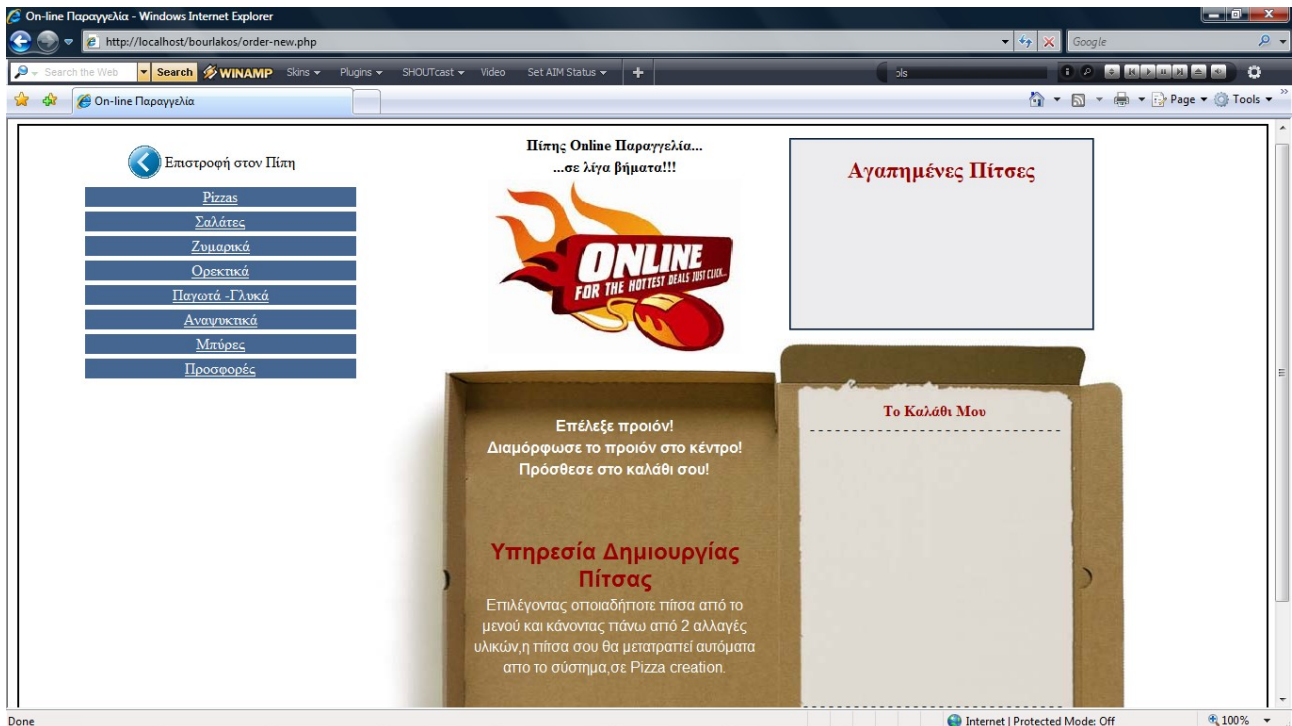 On-line Παραγγελία - Windows Internet Explorer
http://localhost/bourlakos/order-new.php
Google
Search the Web
Search
WINAMP
Skins
Plugins
SHOUTcast
Video
Set AIM Status
On-line Παραγγελία
Page
Tools
Επιστροφή στον Πίπη
Pizzas
Σαλάτες
Ζυμαρικά
Ορεκτικά
Παγωτά -Γλυκά
Αναψυκτικά
Μπύρες
Προσφορές
Πίπης Online Παραγγελία...
...σε λίγα βήματα!!!
ONLINE
FOR THE HOTTEST DEALS JUST CLICK...
Αγαπημένες Πίτσες
Επέλεξε προιόν!
Διαμόρφωσε το προιόν στο κέντρο!
Πρόσθεσε στο καλάθι σου!
Υπηρεσία Δημιουργίας
Πίτσας
Επιλέγοντας οποιαδήποτε πίτσα από το
μενού και κάνοντας πάνω από 2 αλλαγές
υλικών,η πίτσα σου θα μετατραπεί αυτόματα
απο το σύστημα,σε Pizza creation.
Το Καλάθι Μου
Done
Internet | Protected Mode: Off
100%